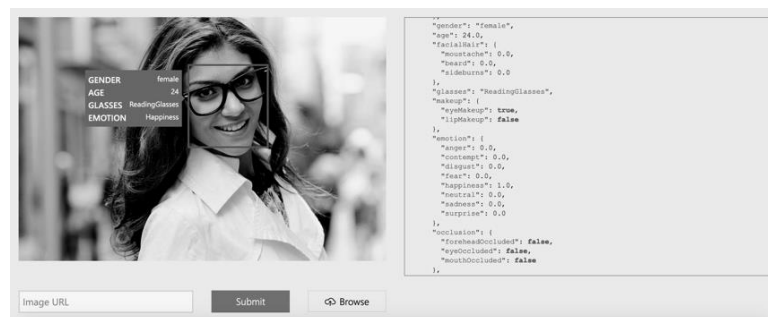 GENDER female
AGE 24
GLASSES ReadingGlasses
EMOTION Happiness
},
"gender": "female",
"age": 24.0,
"facialHair": {
"moustache": 0.0,
"beard": 0.0,
"sideburns": 0.0
},
"glasses": "ReadingGlasses",
"makeup": {
"eyeMakeup": true,
"lipMakeup": false
},
"emotion": {
"anger": 0.0,
"contempt": 0.0,
"disgust": 0.0,
"fear": 0.0,
"happiness": 1.0,
"neutral": 0.0,
"sadness": 0.0,
"surprise": 0.0
},
"occlusion": {
"foreheadOccluded": false,
"eyeOccluded": false,
"mouthOccluded": false
},
Image URL
Submit
Browse